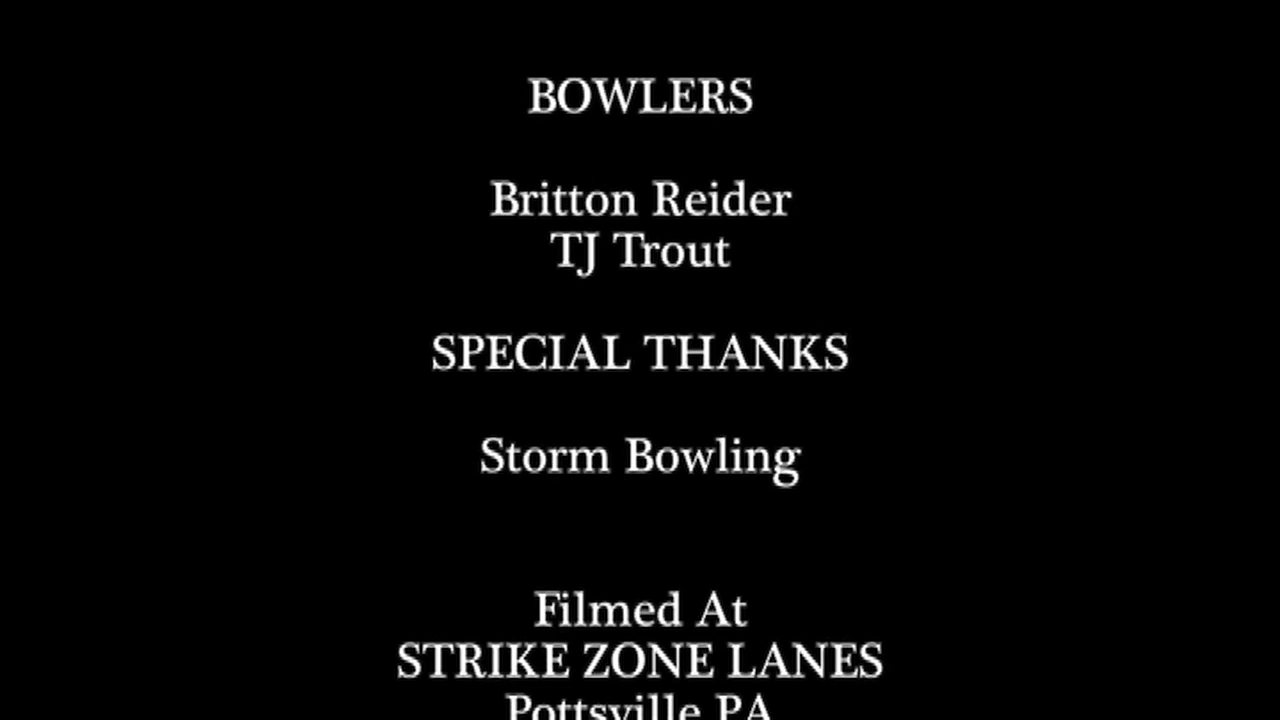 BOWLERS
Britton Reider
TJ Trout
SPECIAL THANKS
Storm Bowling
Filmed At
STRIKE ZONE LANES
Pottsville PA